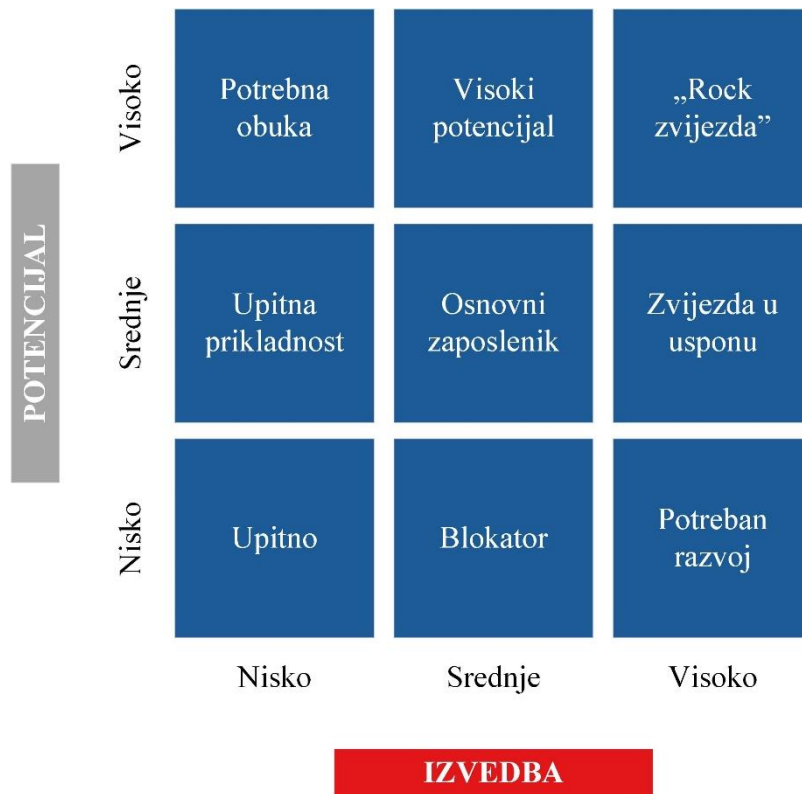 POTENCIJAL
Visoko
Potrebna
obuka
Visoki
potencijal
„Rock
zvijezda”
Srednje
Upitna
prikladnost
Osnovni
zaposlenik
Zvijezda u
usponu
Nisko
Upitno
Blokator
Potreban
razvoj
Nisko
Srednje
Visoko
IZVEDBA